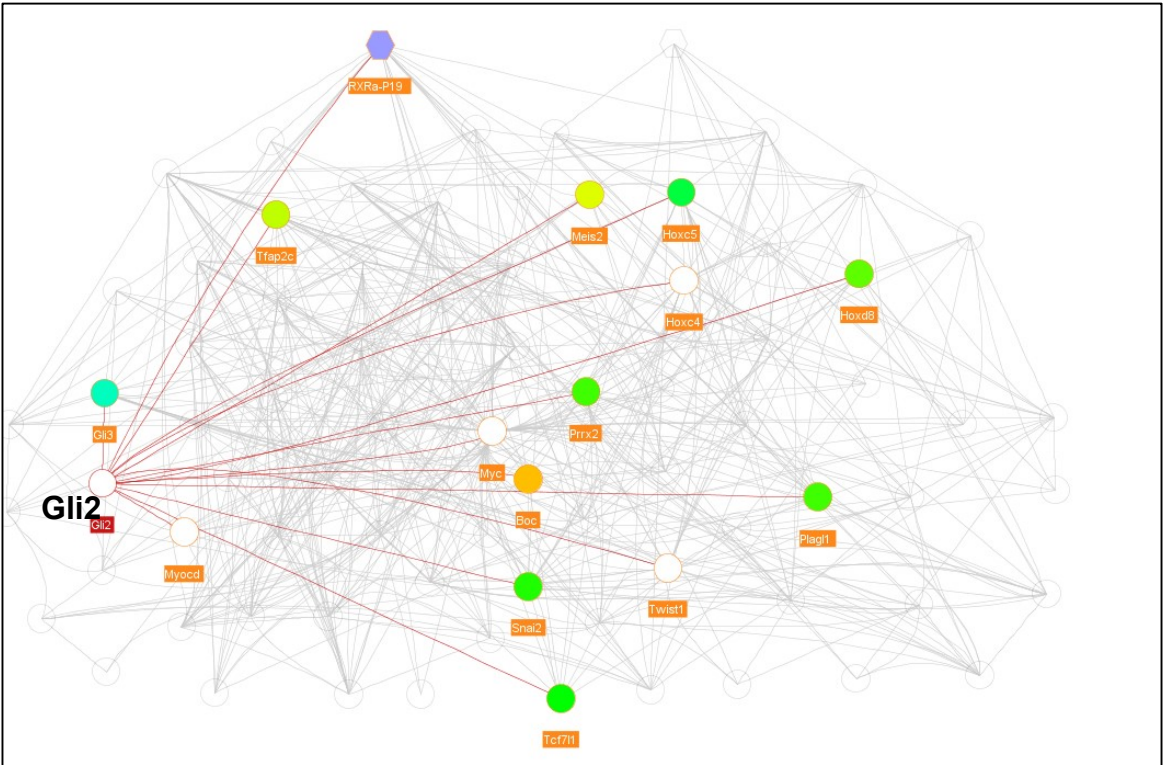 RXRa-P19
Meis2
Hoxc5
Tfap2c
Hoxd8
Hoxc4
Gli3
Prrx2
Myc
Gli2
Gli2
Boc
Plagl1
Myocd
Twist1
Snai2
Tcf7l1